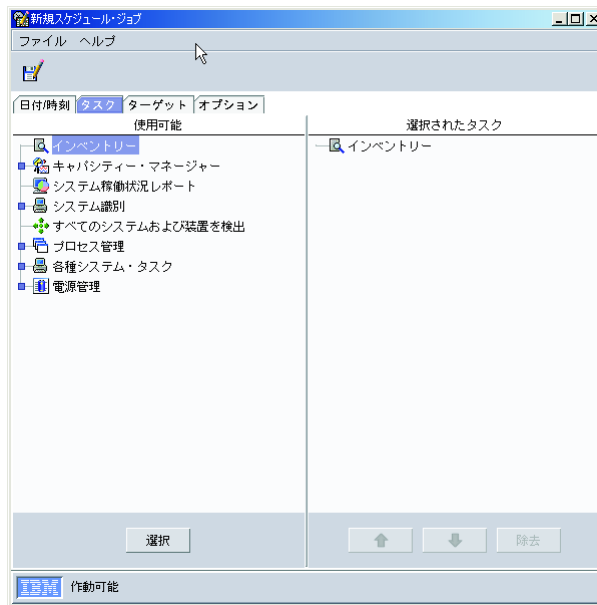 新規スケジュール・ジョブ
ファイル ヘルプ
日付/時刻 タスク ターゲット オプション
使用可能
インベントリー
キャパシティー・マネージャー
システム稼働状況レポート
システム識別
すべてのシステムおよび装置を検出
プロセス管理
各種システム・タスク
電源管理
選択
選択されたタスク
インベントリー
除去
IBM 作動可能